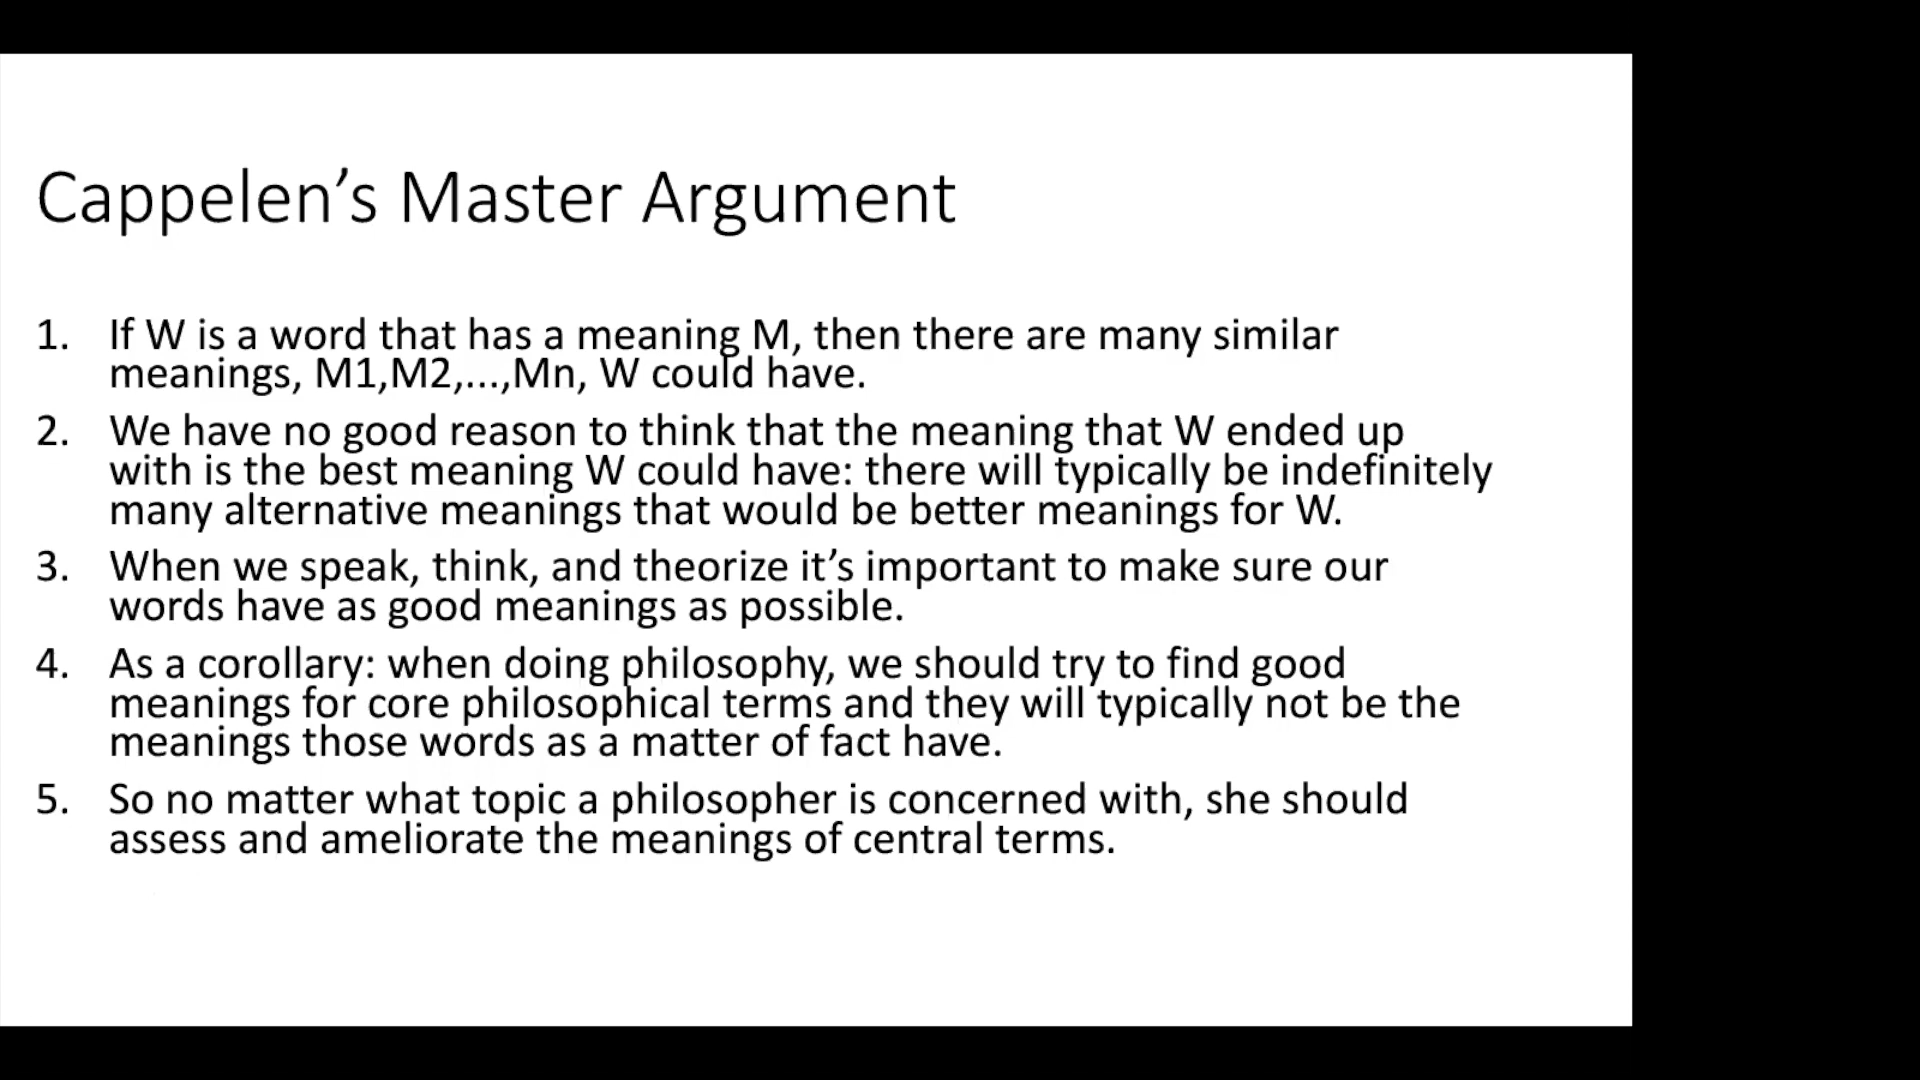 Cappelen’s Master Argument
1. If W is a word that has a meaning M, then there are many similar
meanings, M1,M2,...,Mn, W could have.
2. We have no good reason to think that the meaning that W ended up
with is the best meaning W could have: there will typically be indefinitely
many alternative meanings that would be better meanings for W.
3. When we speak, think, and theorize it’s important to make sure our
words have as good meanings as possible.
4. As a corollary: when doing philosophy, we should try to find good
meanings for core philosophical terms and they will typically not be the
meanings those words as a matter of fact have.
5. So no matter what topic a philosopher is concerned with, she should
assess and ameliorate the meanings of central terms.